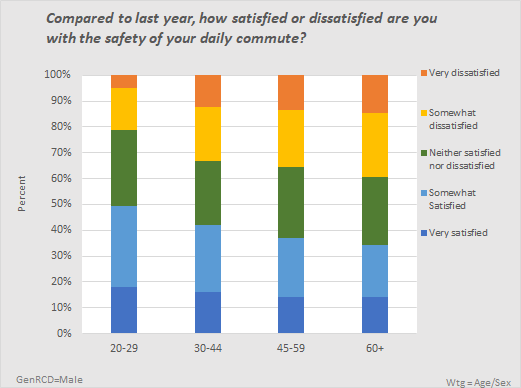 Compared to last year, how satisfied or dissatisfied are you
with the safety of your daily commute?
100%
90%
80%
70%
60%
50%
40%
30%
20%
10%
0%
Percent
20-29
30-44
45-59
60+
Very dissatisfied
Somewhat
dissatisfied
Neither satisfied
nor dissatisfied
Somewhat
Satisfied
Very satisfied
GenRCD=Male
Wtg = Age/Sex